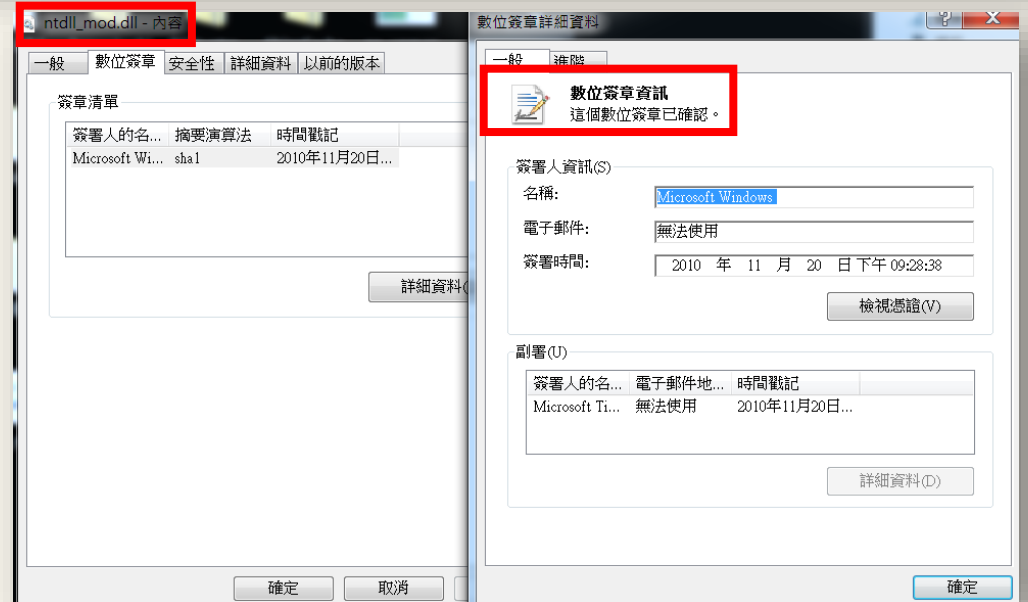 ntdll_mod.dll - 內容
一般 數位簽章 安全性 詳細資料 以前的版本
簽章清單
簽署人的名... 摘要演算法 時間戳記
Microsoft Wi... sha1 2010年11月20日...
詳細資料(
確定 取消
數位簽章詳細資料
一般 進階
數位簽章資訊
這個數位簽章已確認。
簽署人資訊(S)
名稱: Microsoft Windows
電子郵件: 無法使用
簽署時間: 2010 年 11 月 20 日 下午 09:28:38
檢視憑證(V)
副署(U)
簽署人的名... 電子郵件地... 時間戳記
Microsoft Ti... 無法使用 2010年11月20日...
詳細資料(D)
確定